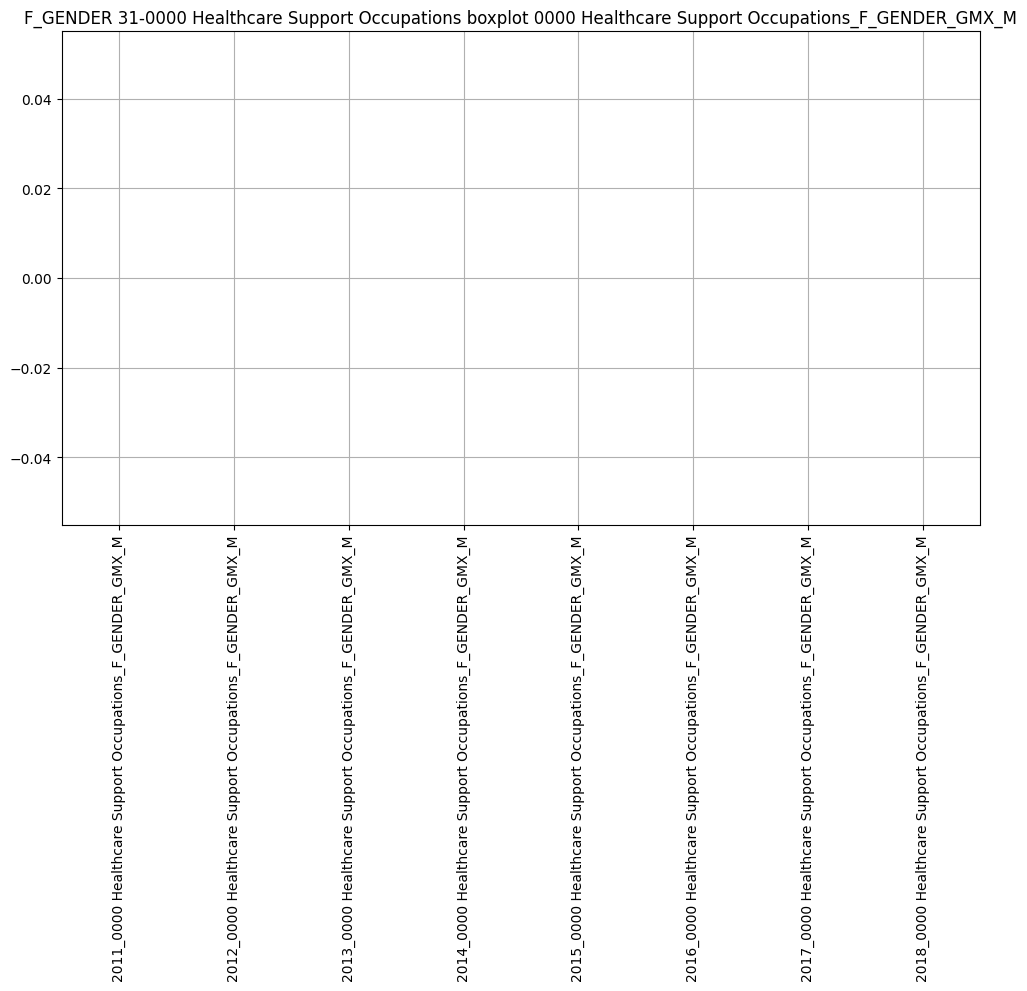 F_GENDER 31-0000 Healthcare Support Occupations boxplot 0000 Healthcare Support Occupations_F_GENDER_GMX_M
0.04
0.02
0.00
−0.02
−0.04
2011_0000 Healthcare Support Occupations_F_GENDER_GMX_M
2012_0000 Healthcare Support Occupations_F_GENDER_GMX_M
2013_0000 Healthcare Support Occupations_F_GENDER_GMX_M
2014_0000 Healthcare Support Occupations_F_GENDER_GMX_M
2015_0000 Healthcare Support Occupations_F_GENDER_GMX_M
2016_0000 Healthcare Support Occupations_F_GENDER_GMX_M
2017_0000 Healthcare Support Occupations_F_GENDER_GMX_M
2018_0000 Healthcare Support Occupations_F_GENDER_GMX_M